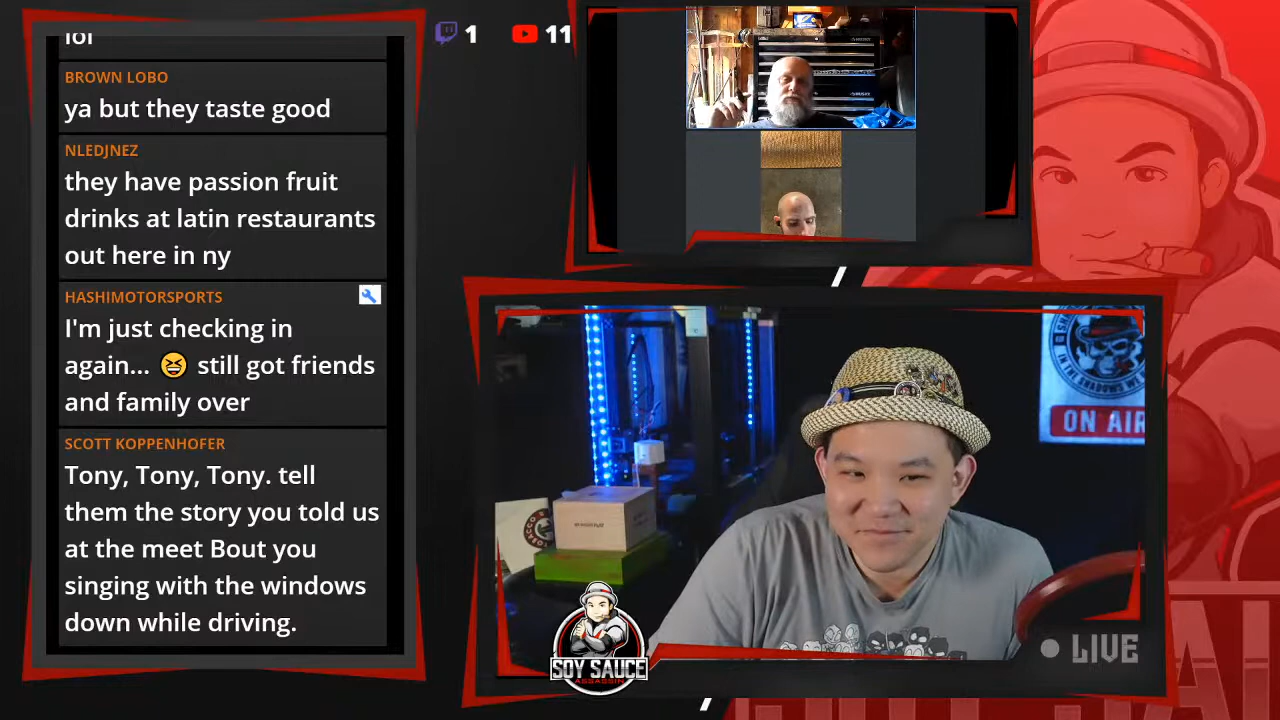 lol
BROWN LOBO
ya but they taste good
NLEDJNEZ
they have passion fruit
drinks at latin restaurants
out here in ny
HASHIMOTORSPORTS
I'm just checking in
again... 😆 still got friends
and family over
SCOTT KOPPENHOFER
Tony, Tony, Tony. tell
them the story you told us
at the meet Bout you
singing with the windows
down while driving.
1
11
ON AIR
LIVE
SOY SAUCE
ASSASSIN